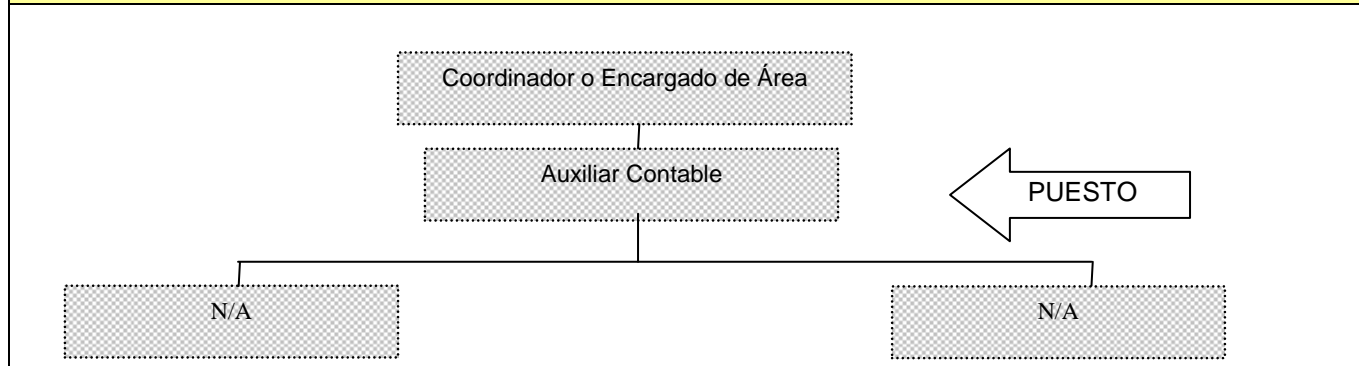 Coordinador o Encargado de Área
Auxiliar Contable
PUESTO
N/A
N/A